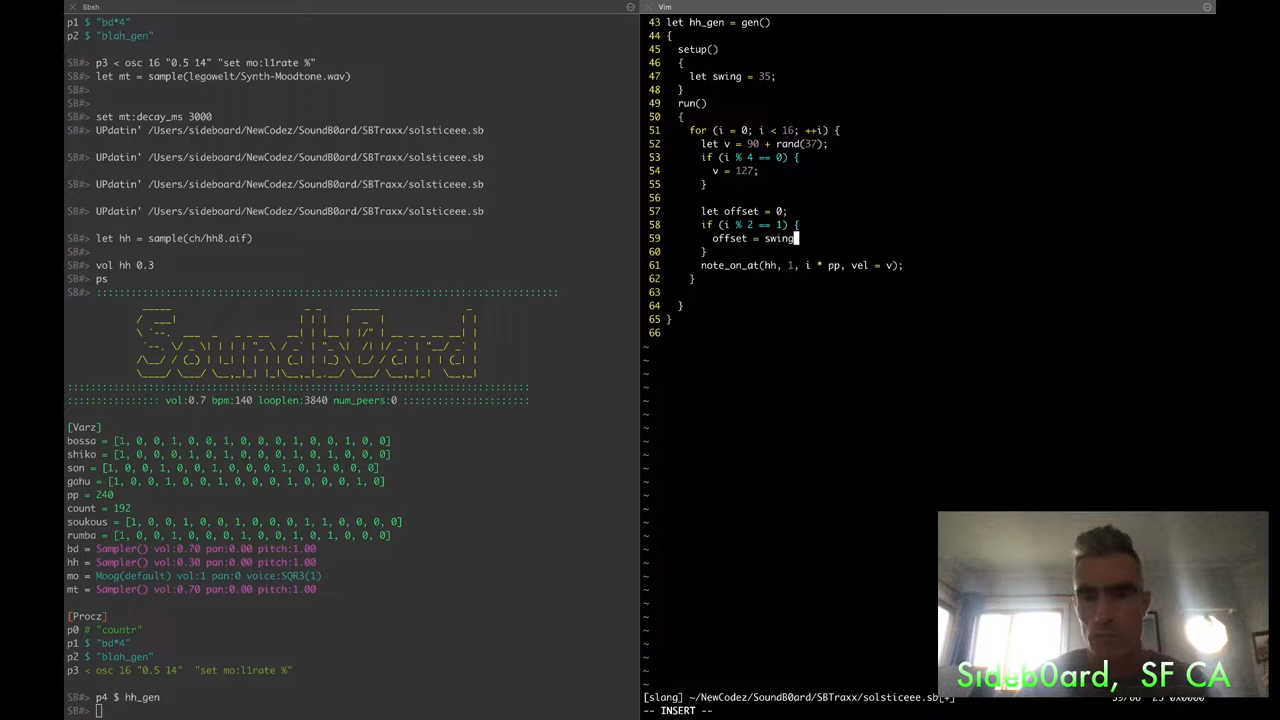 Sbsh
p1 $ "bd*4"
p2 $ "blah_gen"
SB#> p3 < osc 16 "0.5 14" "set mo:l1rate %"
SB#> let mt = sample(legowelt/Synth-Moodtone.wav)
SB#>
SB#>
SB#> set mt:decay_ms 3000
SB#> UPdatin' /Users/sideboard/NewCodez/SoundB0ard/SBTraxx/solsticeee.sb
SB#> UPdatin' /Users/sideboard/NewCodez/SoundB0ard/SBTraxx/solsticeee.sb
SB#> UPdatin' /Users/sideboard/NewCodez/SoundB0ard/SBTraxx/solsticeee.sb
SB#> UPdatin' /Users/sideboard/NewCodez/SoundB0ard/SBTraxx/solsticeee.sb
SB#> let hh = sample(ch/hh8.aif)
SB#> vol hh 0.3
SB#> ps
SB#>
SoundB0ard
vol:0.7 bpm:140 looplen:3840 num_peers:0
[Varz]
bossa = [1, 0, 0, 1, 0, 0, 1, 0, 0, 0, 1, 0, 0, 1, 0, 0]
shiko = [1, 0, 0, 0, 1, 0, 1, 0, 0, 0, 1, 0, 1, 0, 0, 0]
son = [1, 0, 0, 1, 0, 0, 1, 0, 0, 0, 1, 0, 1, 0, 0, 0]
gahu = [1, 0, 0, 1, 0, 0, 1, 0, 0, 0, 1, 0, 0, 0, 1, 0]
pp = 240
count = 192
soukous = [1, 0, 0, 1, 0, 0, 1, 0, 0, 0, 1, 1, 0, 0, 0, 0]
rumba = [1, 0, 0, 1, 0, 0, 0, 1, 0, 0, 1, 0, 1, 0, 0, 0]
bd = Sampler() vol:0.70 pan:0.00 pitch:1.00
hh = Sampler() vol:0.30 pan:0.00 pitch:1.00
mo = Moog(default) vol:1 pan:0 voice:SQR3(1)
mt = Sampler() vol:0.70 pan:0.00 pitch:1.00
[Procz]
p0 # "countr"
p1 $ "bd*4"
p2 $ "blah_gen"
p3 < osc 16 "0.5 14"  "set mo:l1rate %"
SB#> p4 $ hh_gen
SB#>
Vim
43 let hh_gen = gen()
44 {
45   setup()
46   {
47     let swing = 35;
48   }
49   run()
50   {
51     for (i = 0; i < 16; ++i) {
52       let v = 90 + rand(37);
53       if (i % 4 == 0) {
54         v = 127;
55       }
56
57       let offset = 0;
58       if (i % 2 == 1) {
59         offset = swing
60       }
61       note_on_at(hh, 1, i * pp, vel = v);
62     }
63
64   }
65 }
66
[slang] ~/NewCodez/SoundB0ard/SBTraxx/solsticeee.sb[+] 59/66 23 0x0000
-- INSERT --
Sideb0ard, SF CA